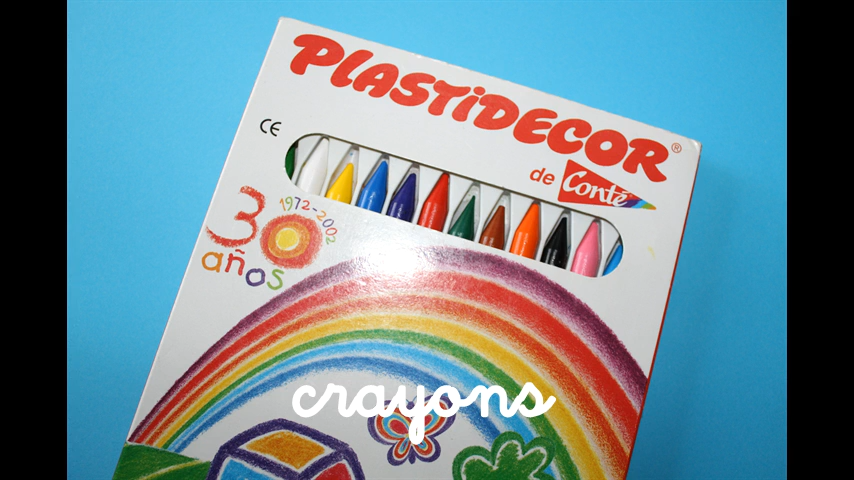 PLASTiDECOR®
de Conté
CE
30
1972-2002
años
crayons